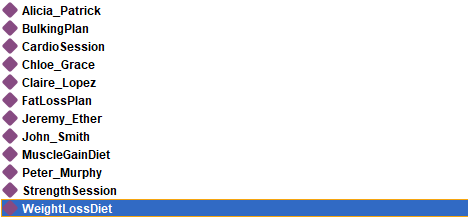 Alicia_Patrick
BulkingPlan
CardioSession
Chloe_Grace
Claire_Lopez
FatLossPlan
Jeremy_Ether
John_Smith
MuscleGainDiet
Peter_Murphy
StrengthSession
WeightLossDiet